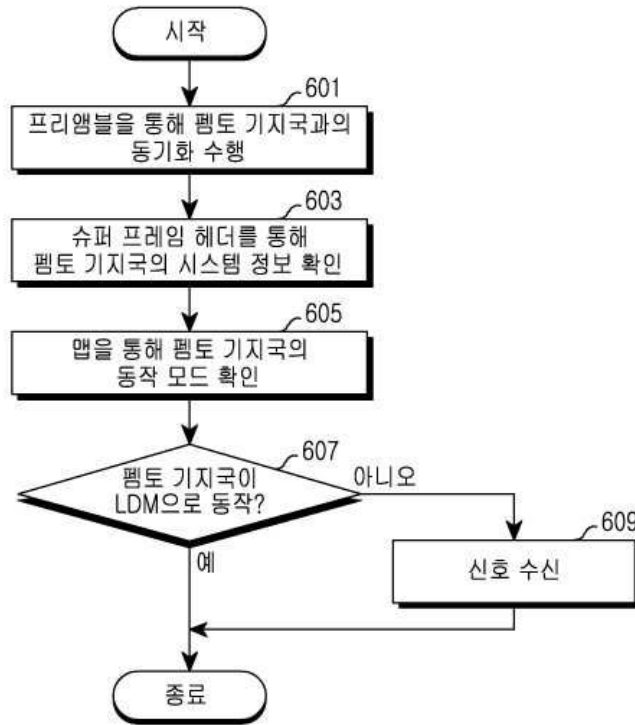 시작
601
프리앰블을 통해 펨토 기지국과의
동기화 수행
603
슈퍼 프레임 헤더를 통해
펨토 기지국의 시스템 정보 확인
605
맵을 통해 펨토 기지국의
동작 모드 확인
607
펨토 기지국이
LDM으로 동작?
아니오
예
609
신호 수신
종료